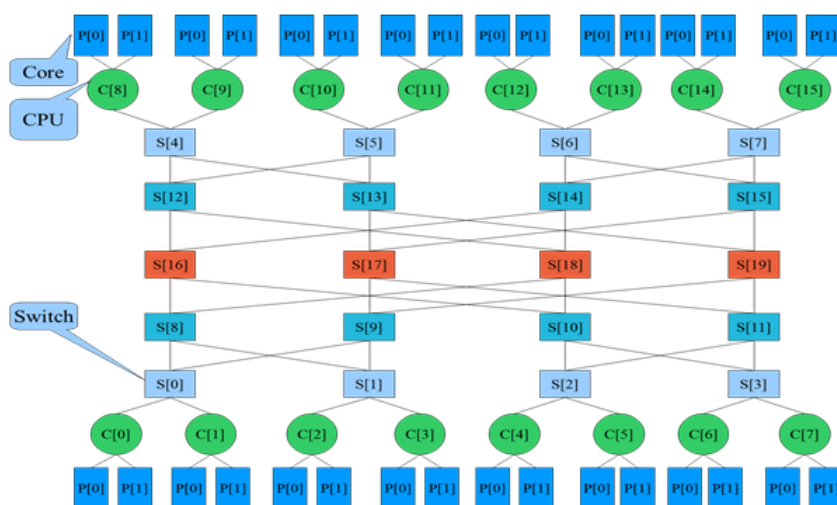 P[0] P[1] P[0] P[1] P[0] P[1] P[0] P[1] P[0] P[1] P[0] P[1] P[0] P[1] P[0] P[1]
Core
C[8] C[9] C[10] C[11] C[12] C[13] C[14] C[15]
CPU
S[4] S[5] S[6] S[7]
S[12] S[13] S[14] S[15]
S[16] S[17] S[18] S[19]
Switch
S[8] S[9] S[10] S[11]
S[0] S[1] S[2] S[3]
C[0] C[1] C[2] C[3] C[4] C[5] C[6] C[7]
P[0] P[1] P[0] P[1] P[0] P[1] P[0] P[1] P[0] P[1] P[0] P[1] P[0] P[1] P[0] P[1]